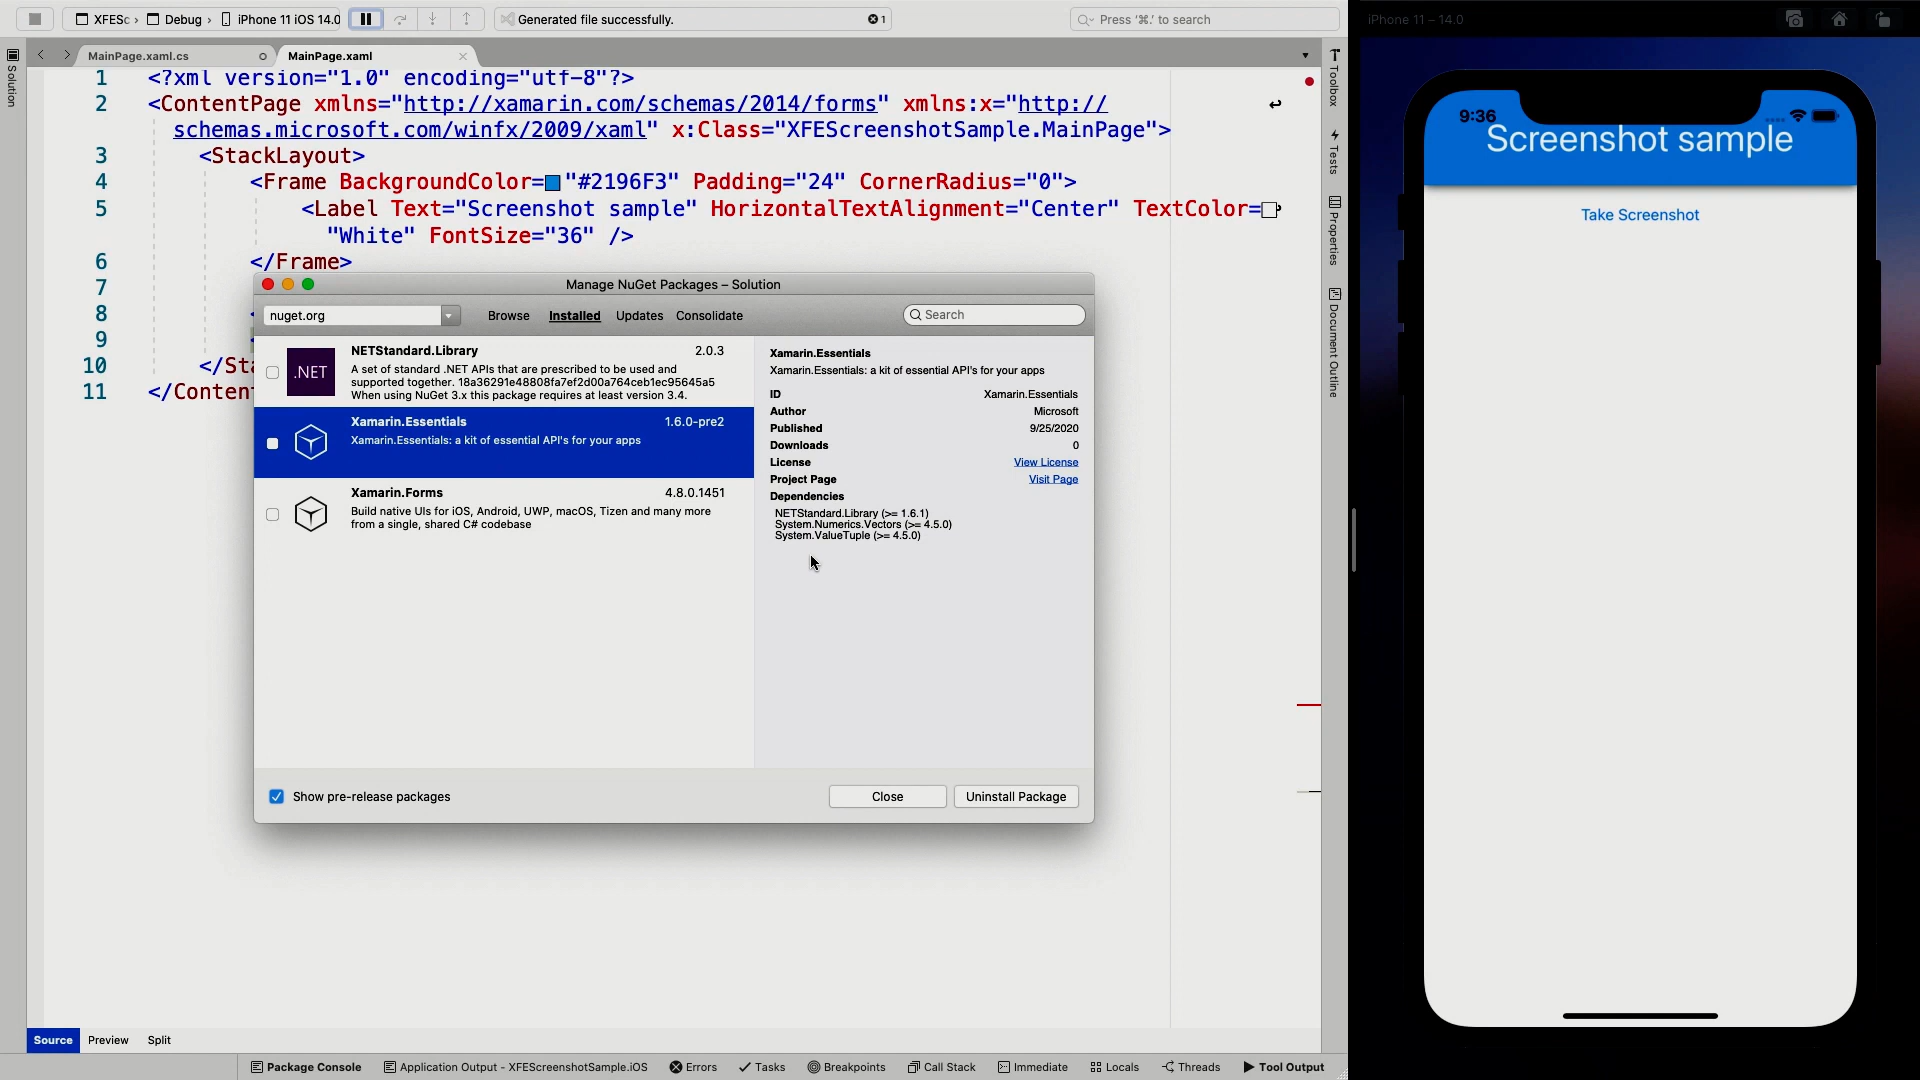 XFESc › Debug › iPhone 11 iOS 14.0
Generated file successfully.
1
Press '⌘.' to search
iPhone 11 – 14.0
Solution
MainPage.xaml.cs
MainPage.xaml
1 <?xml version="1.0" encoding="utf-8"?>
2 <ContentPage xmlns="http://xamarin.com/schemas/2014/forms" xmlns:x="http://
schemas.microsoft.com/winfx/2009/xaml" x:Class="XFEScreenshotSample.MainPage">
3 <StackLayout>
4 <Frame BackgroundColor="#2196F3" Padding="24" CornerRadius="0">
5 <Label Text="Screenshot sample" HorizontalTextAlignment="Center" TextColor=
"White" FontSize="36" />
6 </Frame>
7
8
9
10 </Sta
11 </Conten
Toolbox
Tests
Properties
Document Outline
Manage NuGet Packages – Solution
nuget.org
Browse
Installed
Updates
Consolidate
Search
.NET
NETStandard.Library 2.0.3
A set of standard .NET APIs that are prescribed to be used and
supported together. 18a36291e48808fa7ef2d00a764ceb1ec95645a5
When using NuGet 3.x this package requires at least version 3.4.
Xamarin.Essentials 1.6.0-pre2
Xamarin.Essentials: a kit of essential API's for your apps
Xamarin.Forms 4.8.0.1451
Build native UIs for iOS, Android, UWP, macOS, Tizen and many more
from a single, shared C# codebase
Xamarin.Essentials
Xamarin.Essentials: a kit of essential API's for your apps
ID Xamarin.Essentials
Author Microsoft
Published 9/25/2020
Downloads 0
License View License
Project Page Visit Page
Dependencies
NETStandard.Library (>= 1.6.1)
System.Numerics.Vectors (>= 4.5.0)
System.ValueTuple (>= 4.5.0)
Show pre-release packages
Close
Uninstall Package
9:36
Screenshot sample
Take Screenshot
Source
Preview
Split
Package Console
Application Output - XFEScreenshotSample.iOS
Errors
Tasks
Breakpoints
Call Stack
Immediate
Locals
Threads
Tool Output